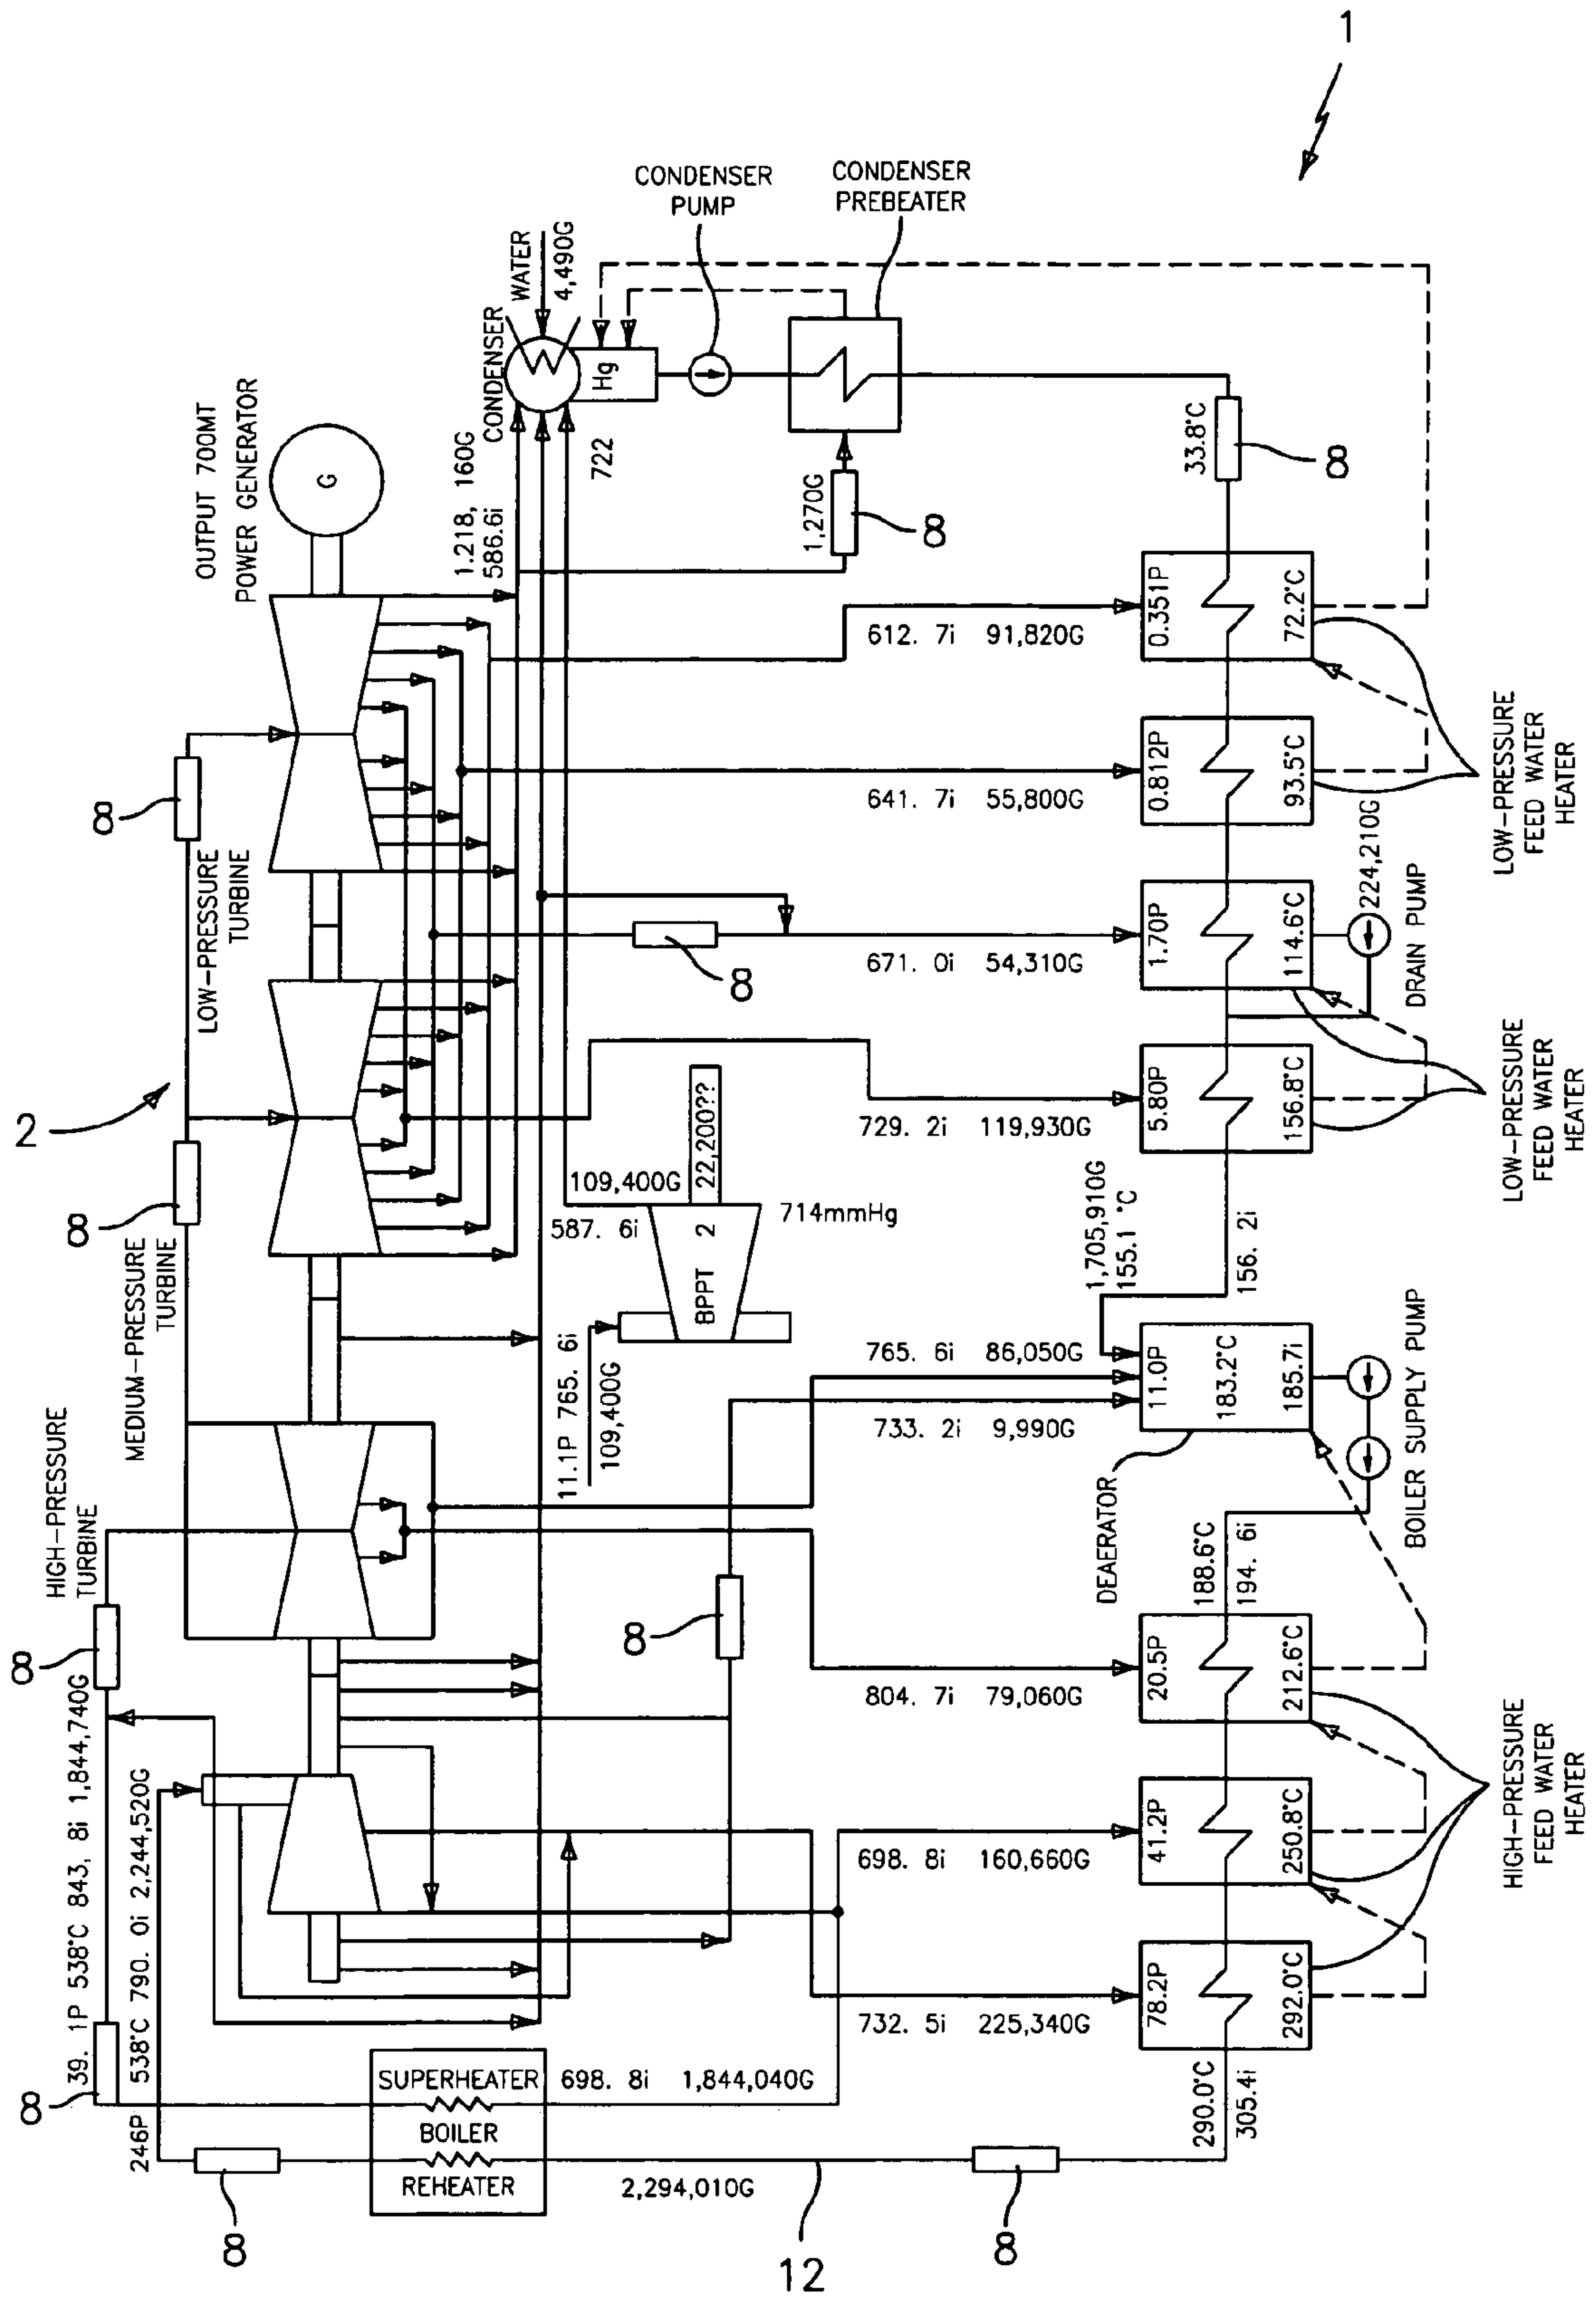 1
CONDENSER
PUMP
CONDENSER
PREBEATER
WATER
4,490G
CONDENSER
Hg
722
OUTPUT 700MT
POWER GENERATOR
G
1.218, 160G
586.6i
1,270G
8
33.8°C
8
8
LOW-PRESSURE
TURBINE
2
8
MEDIUM-PRESSURE
TURBINE
HIGH-PRESSURE
TURBINE
8
39. 1P 538°C 843, 8i 1,844,740G
8
246P 538°C 790. 0i 2,244,520G
8
612. 7i 91,820G
0.351P
72.2°C
641. 7i 55,800G
0.812P
93.5°C
LOW-PRESSURE
FEED WATER
HEATER
8
671. 0i 54,310G
1.70P
114.6°C
224,210G
DRAIN PUMP
729. 2i 119,930G
5.80P
156.8°C
LOW-PRESSURE
FEED WATER
HEATER
109,400G
587. 6i
22,200??
BPPT 2
714mmHg
11.1P 765. 6i
109,400G
1,705,910G
155.1 °C
156. 2i
765. 6i 86,050G
733. 2i 9,990G
11.0P
183.2°C
185.7i
DEAERATOR
BOILER SUPPLY PUMP
8
188.6°C
194. 6i
804. 7i 79,060G
20.5P
212.6°C
698. 8i 160,660G
41.2P
250.8°C
732. 5i 225,340G
78.2P
292.0°C
HIGH-PRESSURE
FEED WATER
HEATER
290.0°C
305.4i
SUPERHEATER
BOILER
REHEATER
698. 8i 1,844,040G
2,294,010G
12
8